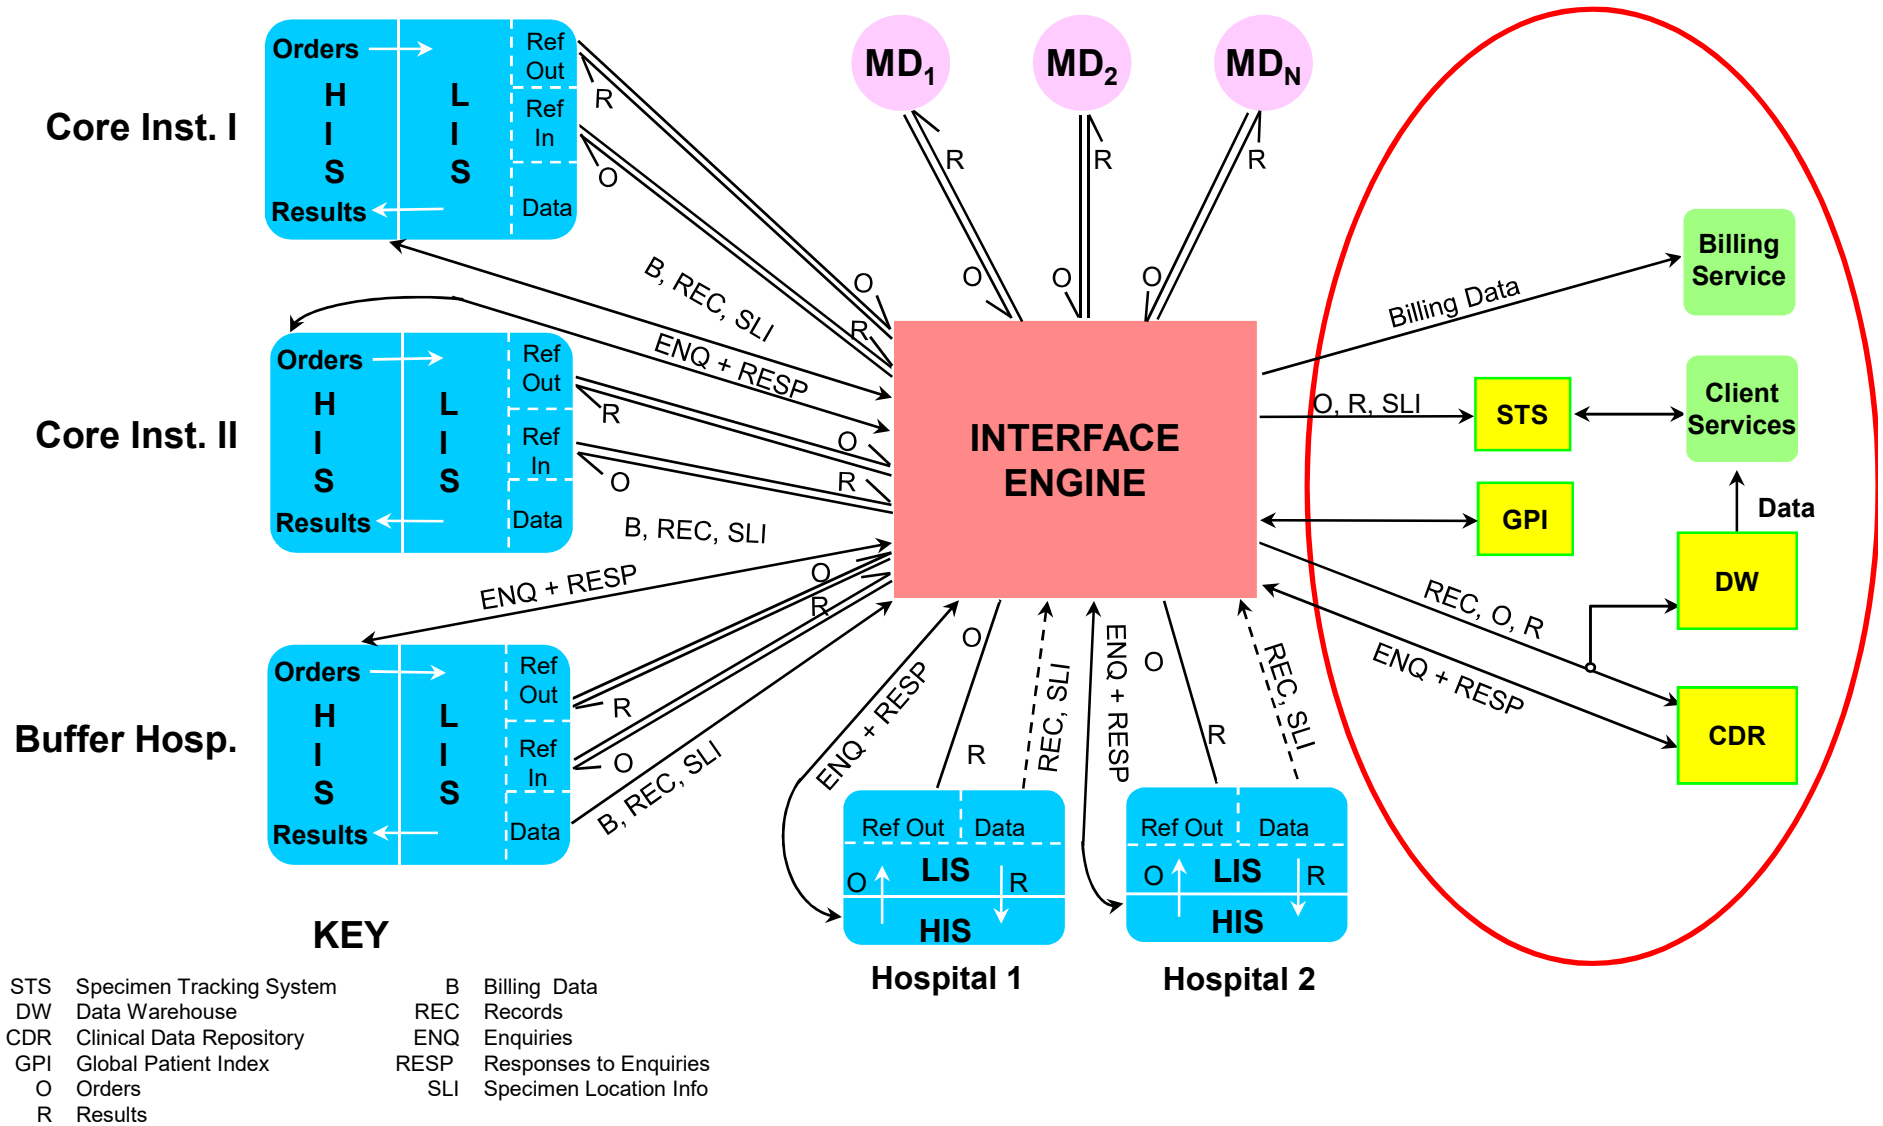 MD1
MD2
MDN
Core Inst. I
Orders
H
I
S
Results
L
I
S
Ref
Out
Ref
In
Data
R
O
O
R
B, REC, SLI
ENQ + RESP
R
O
R
O
R
O
Core Inst. II
Orders
H
I
S
Results
L
I
S
Ref
Out
Ref
In
Data
R
O
O
R
B, REC, SLI
ENQ + RESP
O
R
Buffer Hosp.
Orders
H
I
S
Results
L
I
S
Ref
Out
Ref
In
Data
R
O
B, REC, SLI
INTERFACE
ENGINE
Billing Data
Billing
Service
O, R, SLI
STS
Client
Services
GPI
Data
DW
REC, O, R
ENQ + RESP
CDR
ENQ + RESP
O
R
REC, SLI
ENQ + RESP
O
R
REC, SLI
Ref Out
Data
O
LIS
R
HIS
Hospital 1
Ref Out
Data
O
LIS
R
HIS
Hospital 2
KEY
STS Specimen Tracking System
DW Data Warehouse
CDR Clinical Data Repository
GPI Global Patient Index
O Orders
R Results
B Billing Data
REC Records
ENQ Enquiries
RESP Responses to Enquiries
SLI Specimen Location Info